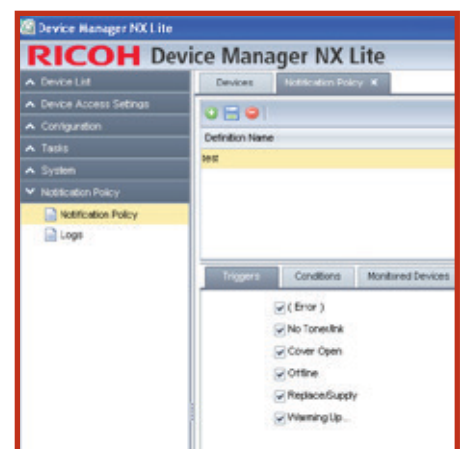 Device Manager NX Lite
RICOH Device Manager NX Lite
Device List
Device Access Settings
Configuration
Tasks
System
Notification Policy
Notification Policy
Logs
Devices Notification Policy
Definition Name
test
Triggers Conditions Monitored Devices
( Error )
No Toner/Ink
Cover Open
Offline
Replace/Supply
Warming Up...